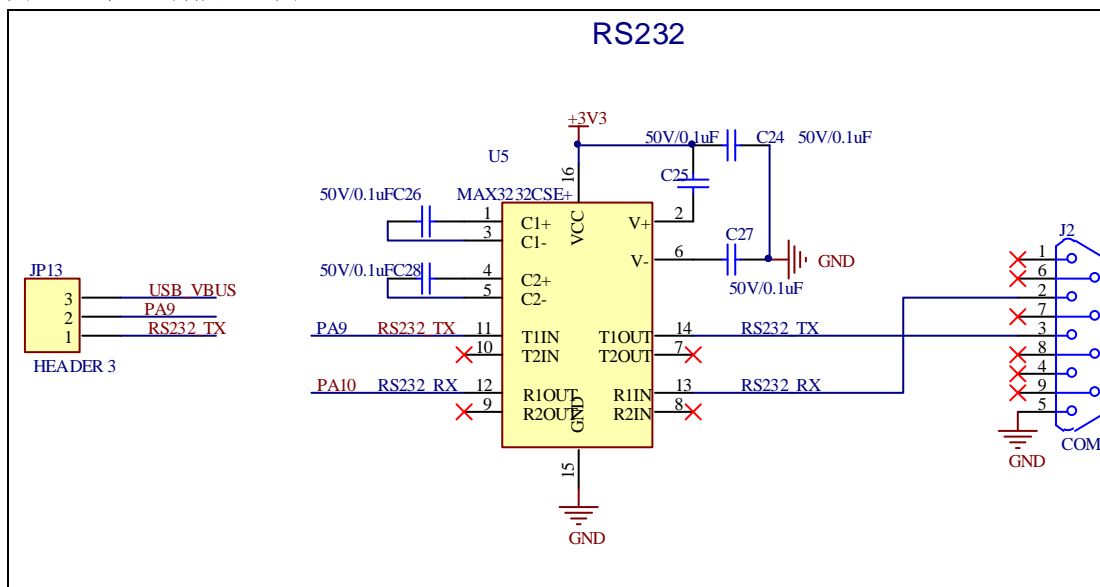 RS232
+3V3
50V/0.1uF C24 50V/0.1uF
U5
16
C25
50V/0.1uFC26 MAX3232CSE+
1 C1+ VCC V+ 2
3 C1-
C27 J2
V- 6 GND 1
JP13 50V/0.1uFC28 4 C2+ 6
5 C2- 50V/0.1uF 2
3 USB_VBUS
2 PA9 7
1 RS232_TX PA9 RS232_TX 11 T1IN T1OUT 14 RS232_TX 3
10 T2IN T2OUT 7 8
HEADER 3 4
PA10 RS232_RX 12 R1OUT R1IN 13 RS232_RX 9
9 R2OUT GND R2IN 8 5
COM
GND
15
GND